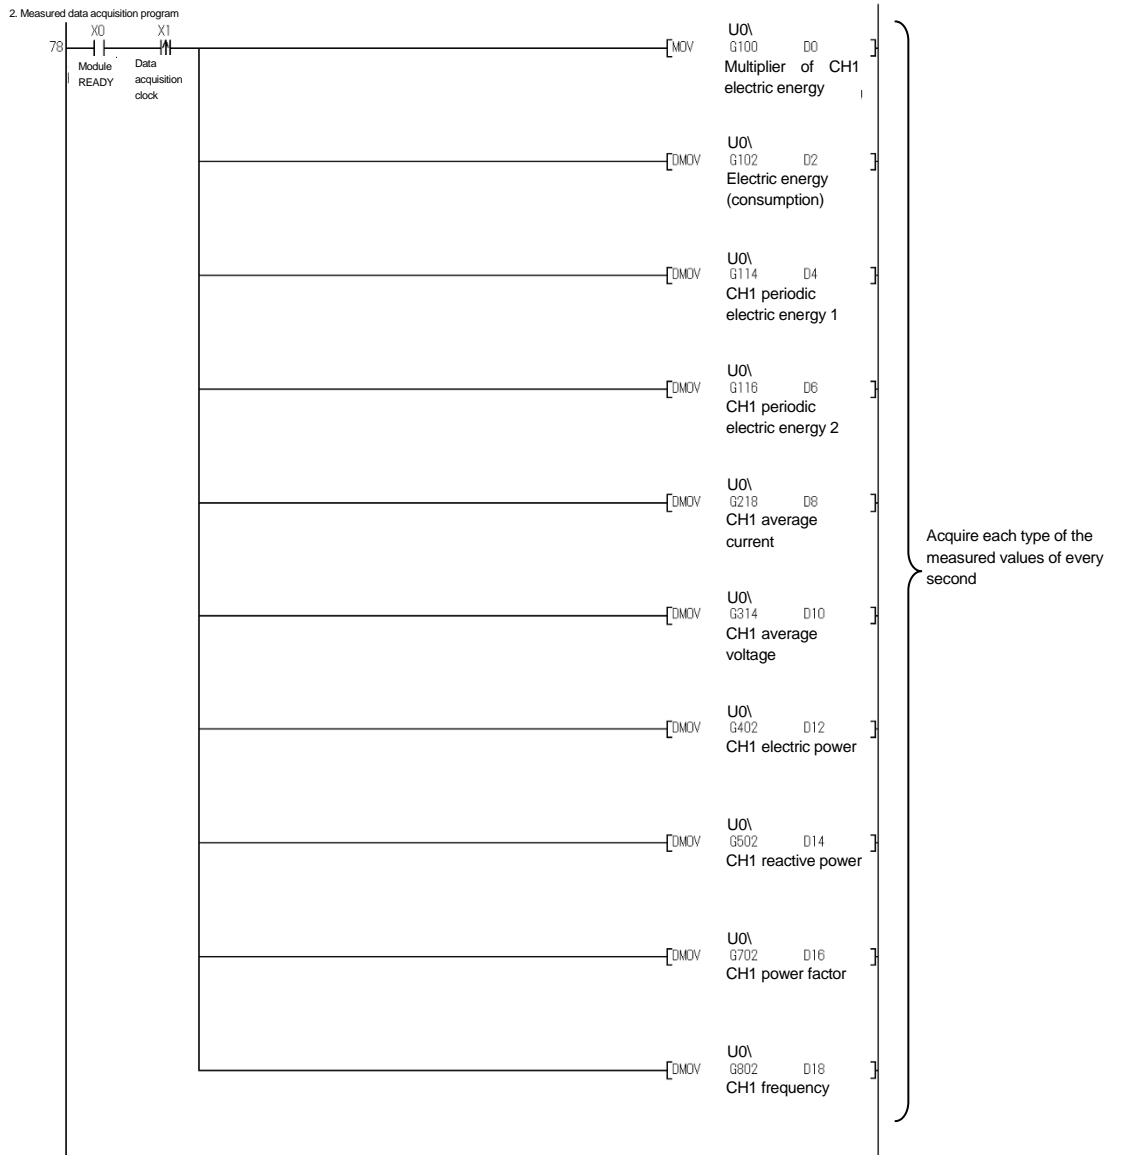 2. Measured data acquisition program
X0 X1
78
Module READY
Data acquisition clock
U0\
[MOV G100 D0 ]
Multiplier of CH1
electric energy
U0\
[DMOV G102 D2 ]
Electric energy
(consumption)
U0\
[DMOV G114 D4 ]
CH1 periodic
electric energy 1
U0\
[DMOV G116 D6 ]
CH1 periodic
electric energy 2
U0\
[DMOV G218 D8 ]
CH1 average
current
Acquire each type of the
measured values of every
second
U0\
[DMOV G314 D10 ]
CH1 average
voltage
U0\
[DMOV G402 D12 ]
CH1 electric power
U0\
[DMOV G502 D14 ]
CH1 reactive power
U0\
[DMOV G702 D16 ]
CH1 power factor
U0\
[DMOV G802 D18 ]
CH1 frequency